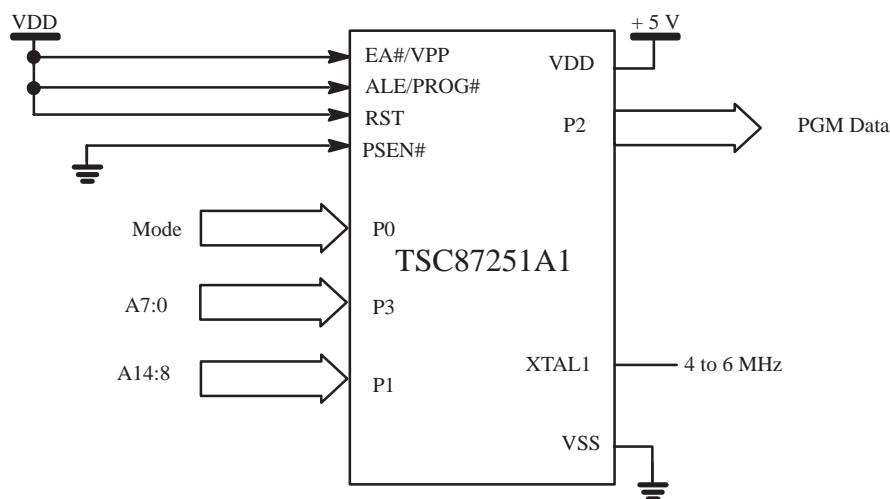 VDD
+ 5 V
EA#/VPP
VDD
ALE/PROG#
RST
P2
PGM Data
PSEN#
Mode
P0
TSC87251A1
A7:0
P3
A14:8
P1
XTAL1
4 to 6 MHz
VSS